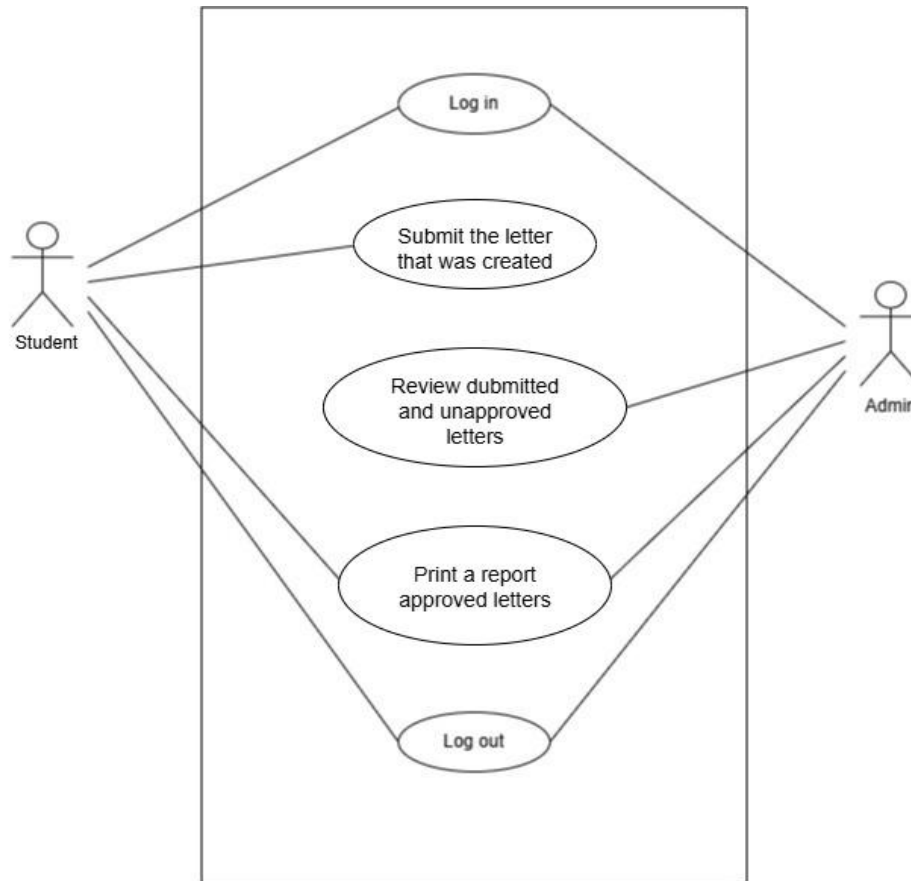 Log in
Submit the letter
that was created
Student
Review dubmitted
and unapproved
letters
Admin
Print a report
approved letters
Log out